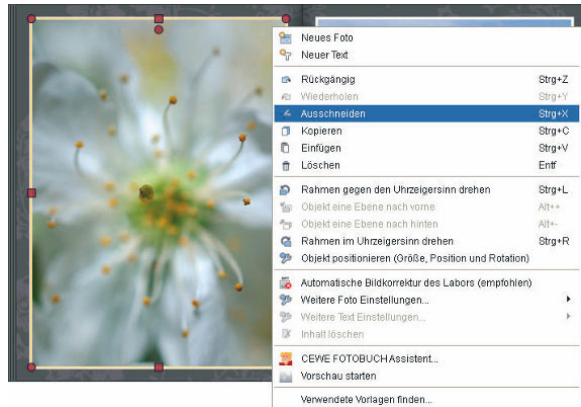 Neues Foto
Neuer Text
Rückgängig Strg+Z
Wiederholen Strg+Y
Ausschneiden Strg+X
Kopieren Strg+C
Einfügen Strg+V
Löschen Entf
Rahmen gegen den Uhrzeigersinn drehen Strg+L
Objekt eine Ebene nach vorne Alt++
Objekt eine Ebene nach hinten Alt+-
Rahmen im Uhrzeigersinn drehen Strg+R
Objekt positionieren (Größe, Position und Rotation)
Automatische Bildkorrektur des Labors (empfohlen)
Weitere Foto Einstellungen...
Weitere Text Einstellungen...
Inhalt löschen
CEWE FOTOBUCH Assistent...
Vorschau starten
Verwendete Vorlagen finden...